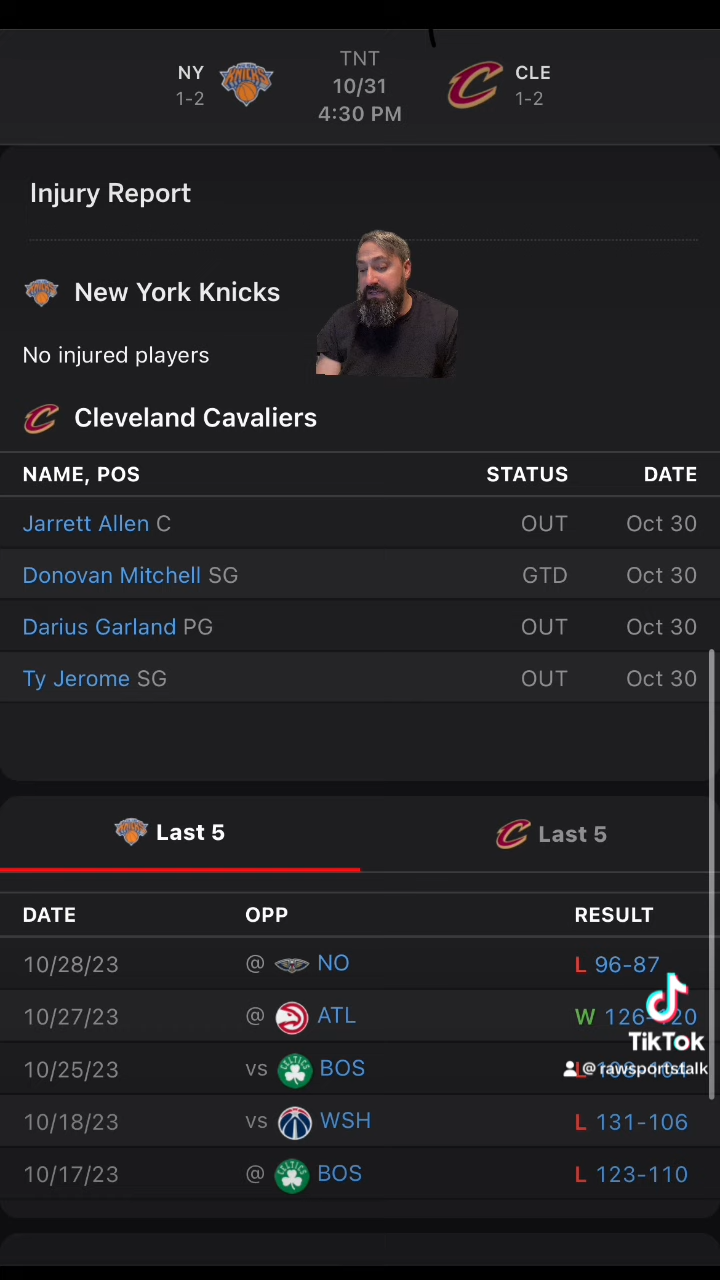 NY
1-2
TNT
10/31
4:30 PM
CLE
1-2
Injury Report
New York Knicks
No injured players
Cleveland Cavaliers
NAME, POS STATUS DATE
Jarrett Allen C OUT Oct 30
Donovan Mitchell SG GTD Oct 30
Darius Garland PG OUT Oct 30
Ty Jerome SG OUT Oct 30
Last 5
Last 5
DATE OPP RESULT
10/28/23 @ NO L 96-87
10/27/23 @ ATL W 126-
10/25/23 vs BOS L
10/18/23 vs WSH L 131-106
10/17/23 @ BOS L 123-110
TikTok
@rawsportstalk